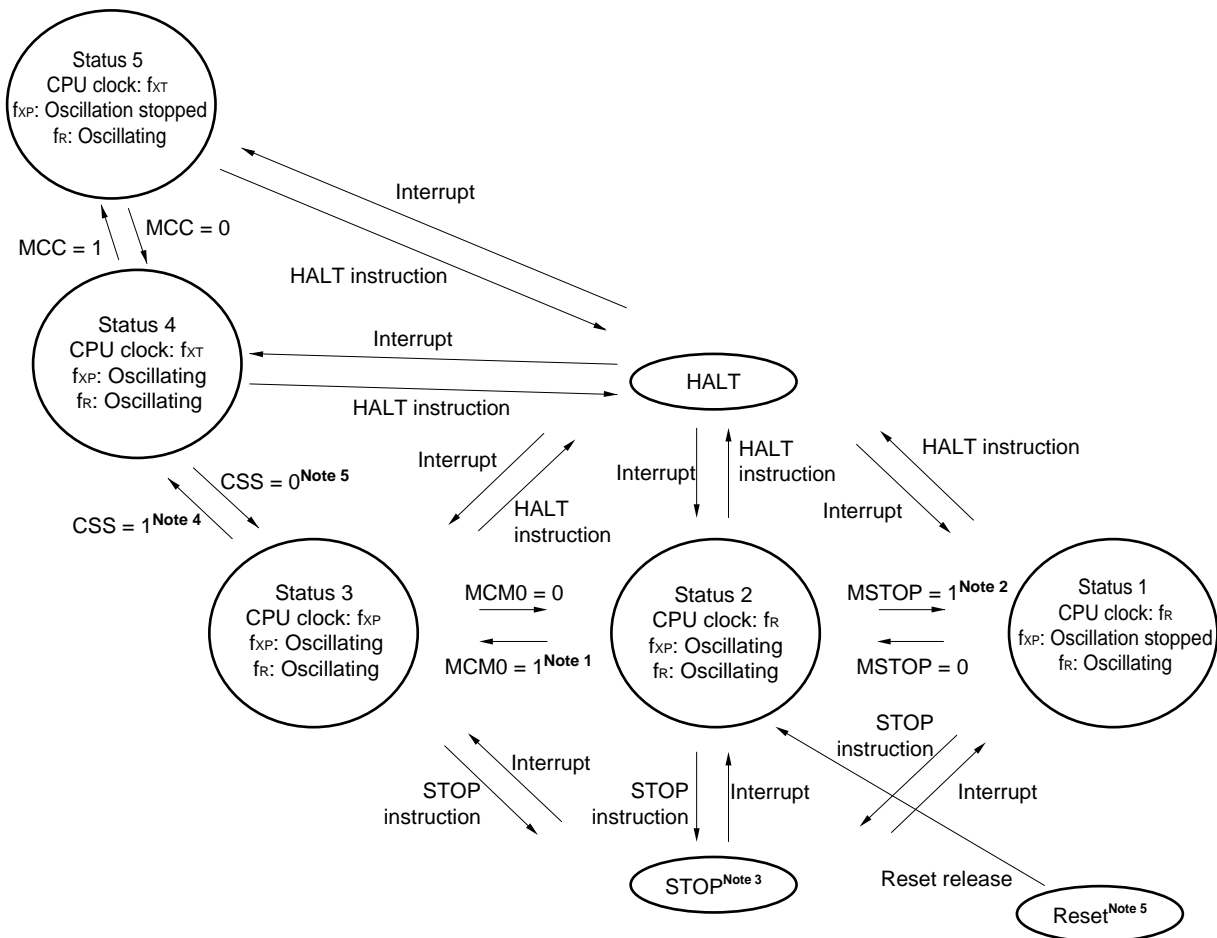 Status 5
CPU clock: fXT
fXP: Oscillation stopped
fR: Oscillating
Interrupt
MCC = 0
MCC = 1
HALT instruction
Status 4
CPU clock: fXT
fXP: Oscillating
fR: Oscillating
Interrupt
HALT
HALT instruction
Interrupt
HALT
instruction
Interrupt
HALT
instruction
HALT instruction
Interrupt
CSS = 0Note 5
CSS = 1Note 4
Status 3
CPU clock: fXP
fXP: Oscillating
fR: Oscillating
MCM0 = 0
MCM0 = 1Note 1
Status 2
CPU clock: fR
fXP: Oscillating
fR: Oscillating
MSTOP = 1Note 2
MSTOP = 0
Status 1
CPU clock: fR
fXP: Oscillation stopped
fR: Oscillating
STOP
instruction
Interrupt
STOP
instruction
Interrupt
STOP
instruction
Interrupt
STOPNote 3
Reset release
ResetNote 5